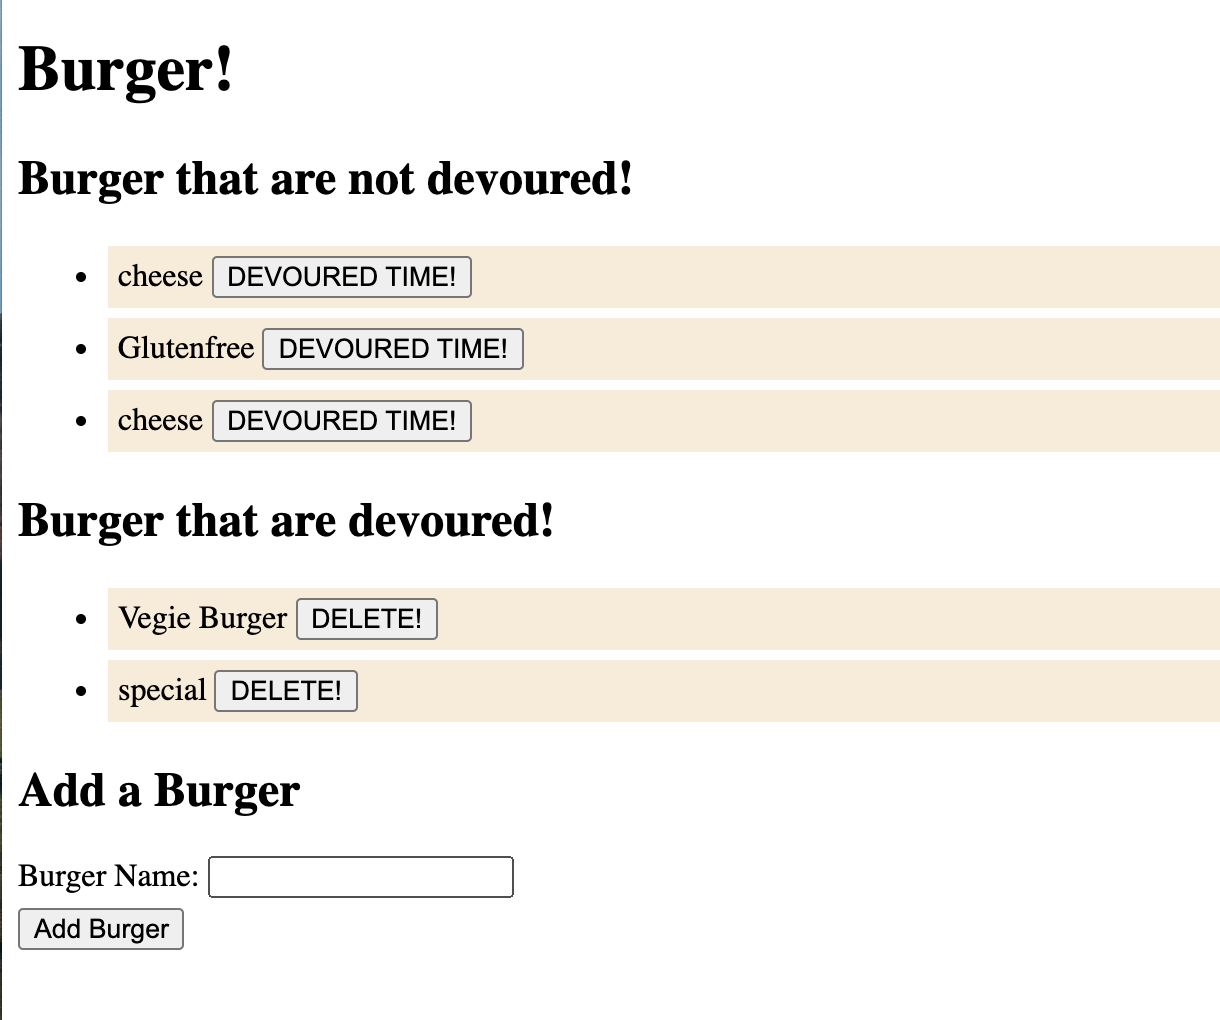 Burger!
Burger that are not devoured!
cheese DEVOURED TIME!
Glutenfree DEVOURED TIME!
cheese DEVOURED TIME!
Burger that are devoured!
Vegie Burger DELETE!
special DELETE!
Add a Burger
Burger Name:
Add Burger